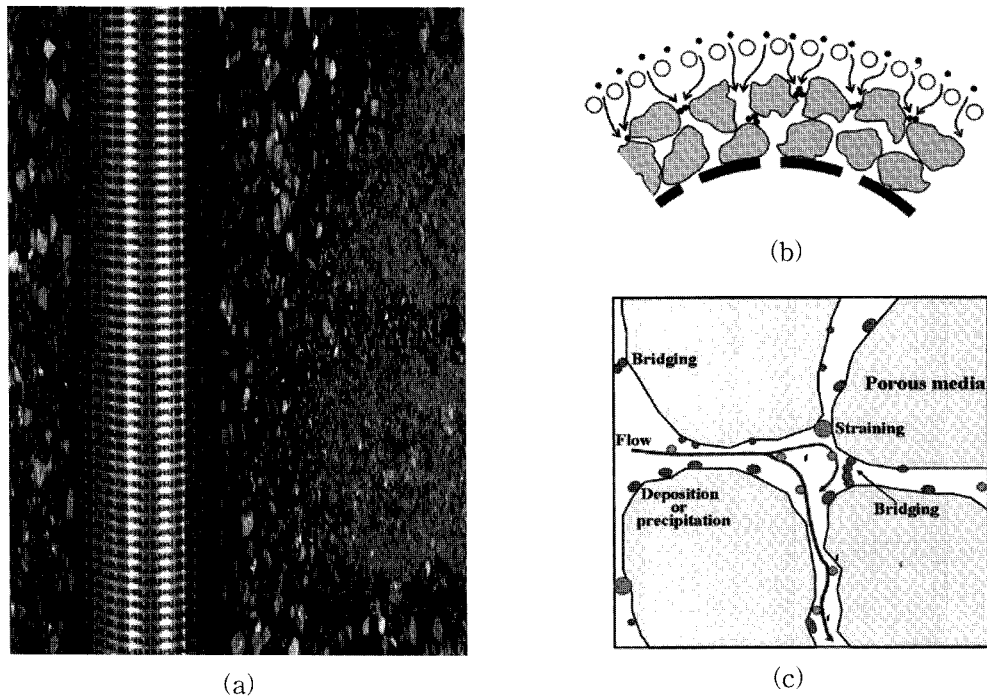 (a)
(b)
Bridging
Porous media
Flow
Straining
Deposition
or
precipitation
Bridging
(c)